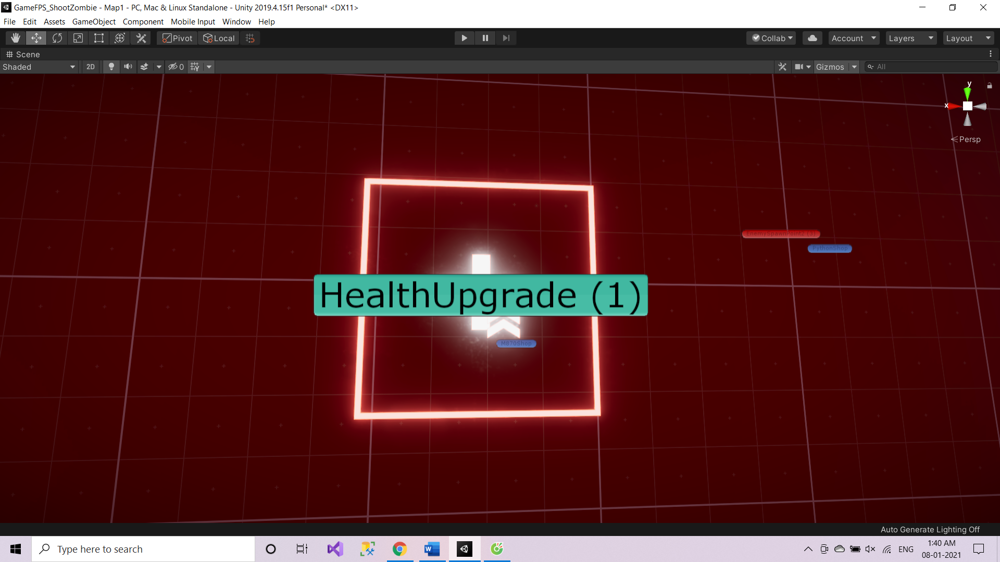 GameFPS_ShootZombie - Map1 - PC, Mac & Linux Standalone - Unity 2019.4.15f1 Personal* <DX11>
File Edit Assets GameObject Component Mobile Input Window Help
Pivot Local Collab Account Layers Layout
Scene
Shaded 2D 0 Gizmos All
y
x
Persp
EnemySpawnPoint2 (3)
PythonShop
HealthUpgrade (1)
M870Shop
Auto Generate Lighting Off
Type here to search
ENG
1:40 AM
08-01-2021